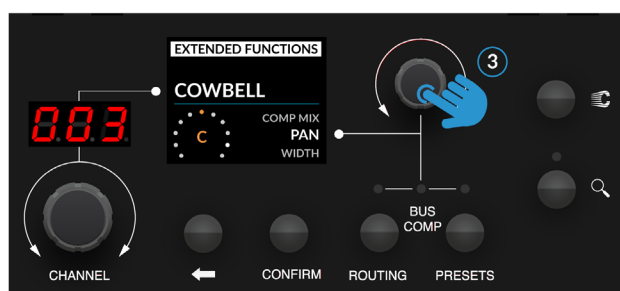 EXTENDED FUNCTIONS
3
COWBELL
003
C
COMP MIX
PAN
WIDTH
BUS
COMP
CHANNEL
CONFIRM
ROUTING
PRESETS